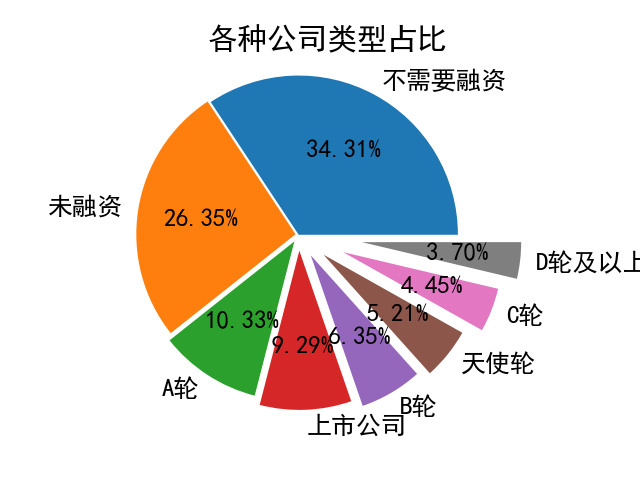 各种公司类型占比
不需要融资
34.31%
未融资
26.35%
10.33%
A轮
9.29%
上市公司
6.35%
B轮
5.21%
天使轮
4.45%
C轮
3.70%
D轮及以上